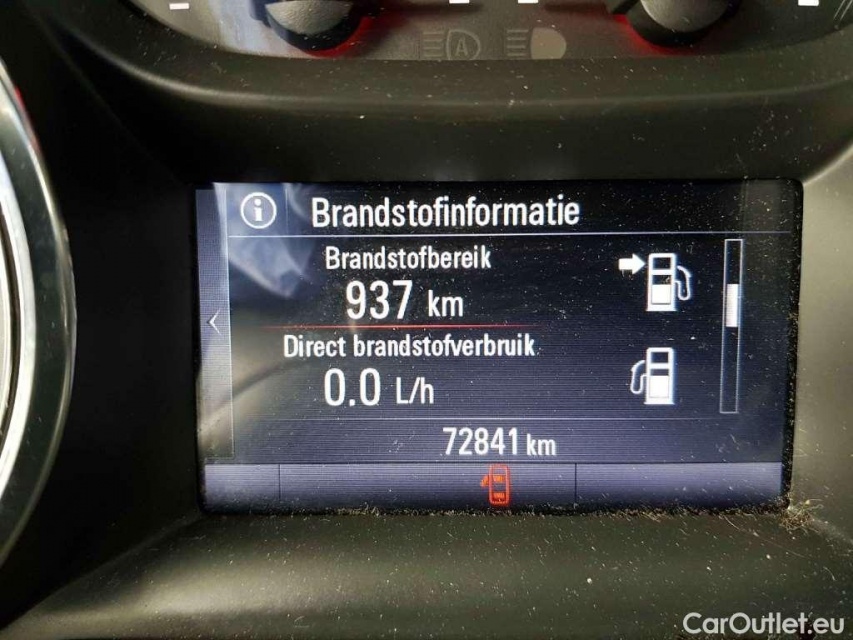 A
Brandstofinformatie
Brandstofbereik
937 km
Direct brandstofverbruik
0.0 L/h
72841 km
CarOutlet.eu